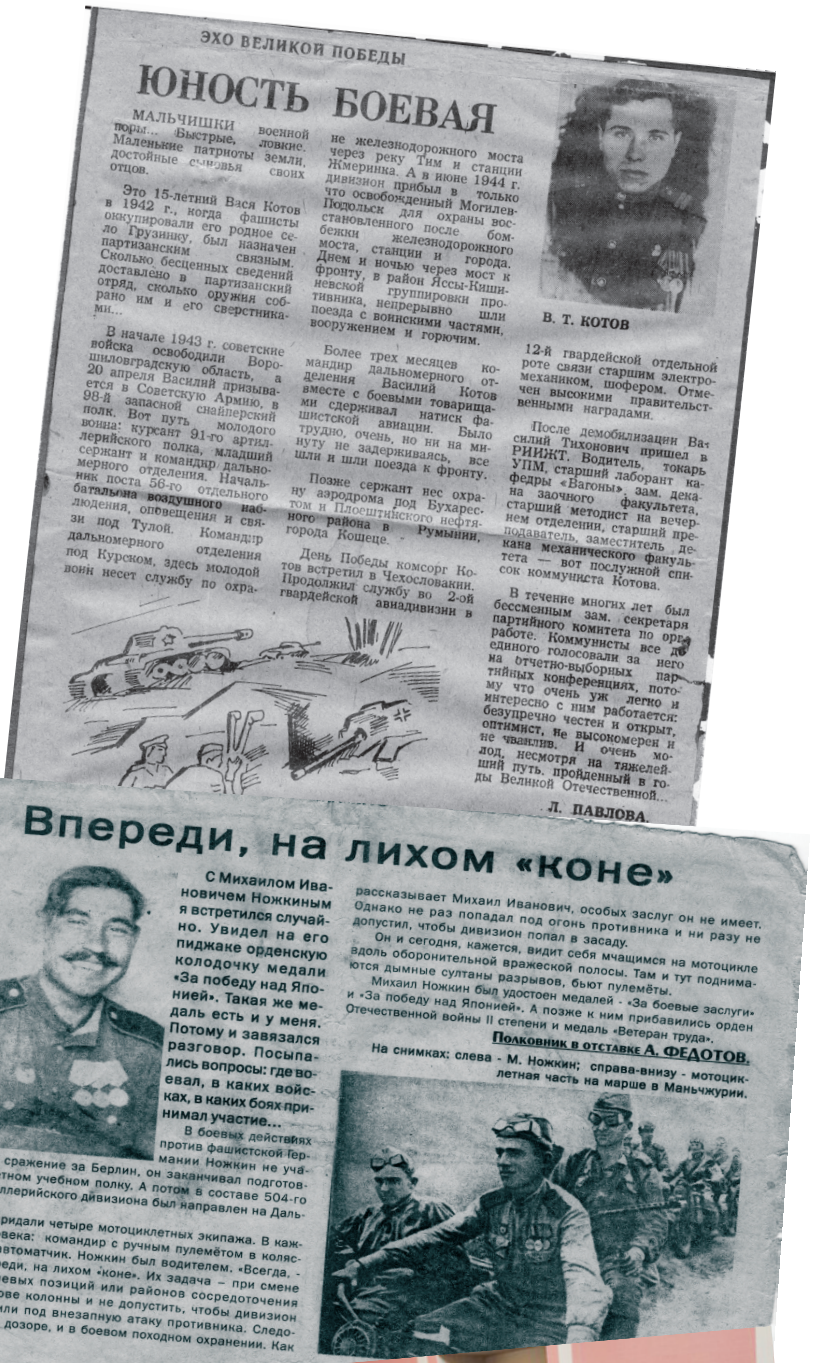 ЭХО ВЕЛИКОЙ ПОБЕДЫ
ЮНОСТЬ БОЕВАЯ
МАЛЬЧИШКИ военной
поры... Быстрые, ловкие.
Маленькие патриоты земли,
достойные сыновья своих
отцов.
Это 15-летний Вася Котов
в 1942 г., когда фашисты
оккупировали его родное се-
ло Грузинку, был назначен
партизанским связным.
Сколько бесценных сведений
доставлено в партизанский
отряд, сколько оружия соб-
рано им и его сверстника-
ми...
В начале 1943 г. советские
войска освободили Воро-
шиловградскую область, а
20 апреля Василий призыва-
ется в Советскую Армию, в
98-й запасной снайперский
полк. Вот путь молодого
воина: курсант 91-го артил-
лерийского полка, младший
сержант и командир дально-
мерного отделения. Началь-
ник поста 56-го отдельного
батальона воздушного наб-
людения, оповещения и свя-
зи под Тулой. Командир
дальномерного отделения
под Курском, здесь молодой
воин несет службу по охра-
не железнодорожного моста
через реку Тим и станции
Жмеринка. А в июне 1944 г.
дивизион прибыл в только
что освобожденный Могилев-
Подольск для охраны вос-
становленного после бом-
бежки железнодорожного
моста, станции и города.
Днем и ночью через мост к
фронту, в район Яссы-Киши-
невской группировки про-
тивника, непрерывно шли
поезда с воинскими частями,
вооружением и горючим.
Более трех месяцев ко-
мандир дальномерного от-
деления Василий Котов
вместе с боевыми товарища-
ми сдерживал натиск фа-
шистской авиации. Было
трудно, очень, но ни на ми-
нуту не задерживаясь, все
шли и шли поезда к фронту.
Позже сержант нес охра-
ну аэродрома под Бухарес-
том и Плоештинского нефтя-
ного района в Румынии,
города Кошеце.
День Победы комсорг Ко-
тов встретил в Чехословакии.
Продолжил службу во 2-ой
гвардейской авиадивизии в
В. Т. КОТОВ
12-й гвардейской отдельной
роте связи старшим электро-
механиком, шофером. Отме-
чен высокими правительст-
венными наградами.
После демобилизации Ва-
силий Тихонович пришел в
РИИЖТ. Водитель, токарь
УПМ, старший лаборант ка-
федры «Вагоны», зам. дека-
на заочного факультета,
старший методист на вечер-
нем отделении, старший пре-
подаватель, заместитель де-
кана механического факуль-
тета — вот послужной спи-
сок коммуниста Котова.
В течение многих лет был
бессменным зам. секретаря
партийного комитета по орг
работе. Коммунисты все до
единого голосовали за него
на отчетно-выборных пар-
тийных конференциях, пото-
му что очень уж легко и
интересно с ним работается:
безупречно честен и открыт,
оптимист, не высокомерен и
не чванлив. И очень мо-
лод, несмотря на тяжелей-
ший путь, пройденный в го-
ды Великой Отечественной...
Л. ПАВЛОВА.
Впереди, на лихом «коне»
С Михаилом Ива-
новичем Ножкиным
я встретился случай-
но. Увидел на его
пиджаке орденскую
колодочку медали
«За победу над Япо-
нией». Такая же ме-
даль есть и у меня.
Потому и завязался
разговор. Посыпа-
лись вопросы: где во-
евал, в каких войс-
ках, в каких боях при-
нимал участие...
В боевых действиях
против фашистской Гер-
мании Ножкин не уча-
сражение за Берлин, он заканчивал подготов-
тном учебном полку. А потом в составе 504-го
ллерийского дивизиона был направлен на Даль-
ридали четыре мотоциклетных экипажа. В каж-
века: командир с ручным пулемётом в коляс-
втоматчик. Ножкин был водителем. «Всегда, -
реди, на лихом «коне». Их задача – при смене
евых позиций или районов сосредоточения
ове колонны и не допустить, чтобы дивизион
или под внезапную атаку противника. Следо-
дозоре, и в боевом походном охранении. Как
рассказывает Михаил Иванович, особых заслуг он не имеет.
Однако не раз попадал под огонь противника и ни разу не
допустил, чтобы дивизион попал в засаду.
Он и сегодня, кажется, видит себя мчащимся на мотоцикле
вдоль оборонительной вражеской полосы. Там и тут поднима-
ются дымные султаны разрывов, бьют пулемёты.
Михаил Ножкин был удостоен медалей - «За боевые заслуги»
и «За победу над Японией». А позже к ним прибавились орден
Отечественной войны II степени и медаль «Ветеран труда».
Полковник в отставке А. ФЕДОТОВ.
На снимках: слева - М. Ножкин; справа-внизу - мотоцик-
летная часть на марше в Маньчжурии.